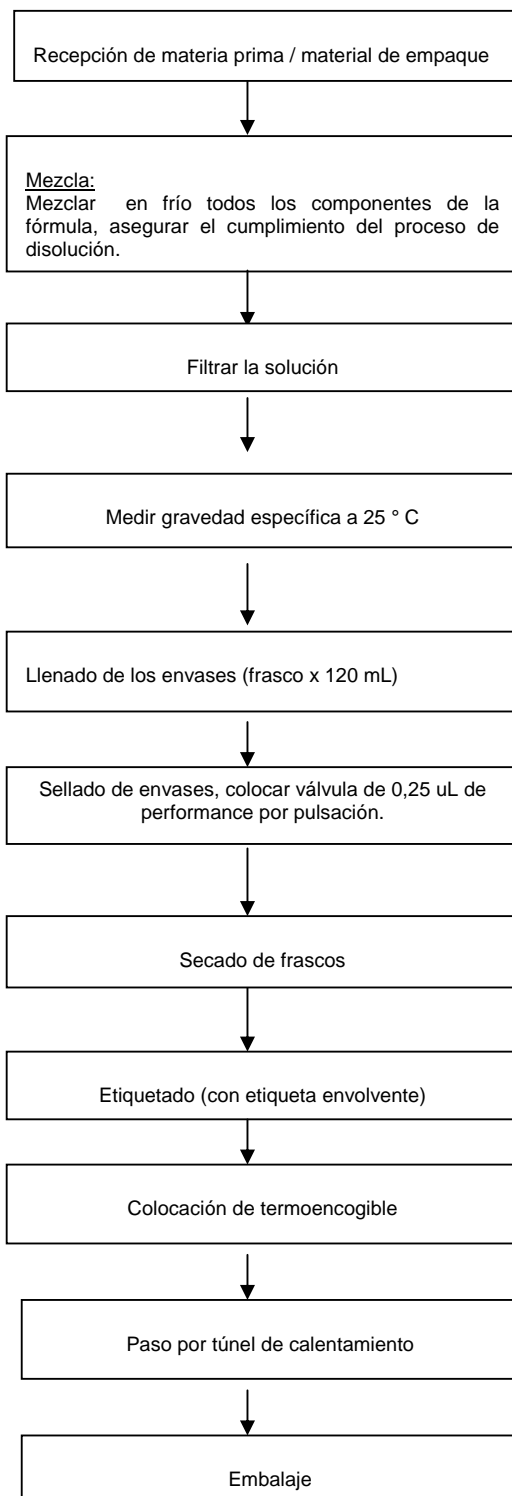 Recepción de materia prima / material de empaque
Mezcla:
Mezclar en frío todos los componentes de la
fórmula, asegurar el cumplimiento del proceso de
disolución.
Filtrar la solución
Medir gravedad específica a 25 ° C
Llenado de los envases (frasco x 120 mL)
Sellado de envases, colocar válvula de 0,25 uL de
performance por pulsación.
Secado de frascos
Etiquetado (con etiqueta envolvente)
Colocación de termoencogible
Paso por túnel de calentamiento
Embalaje